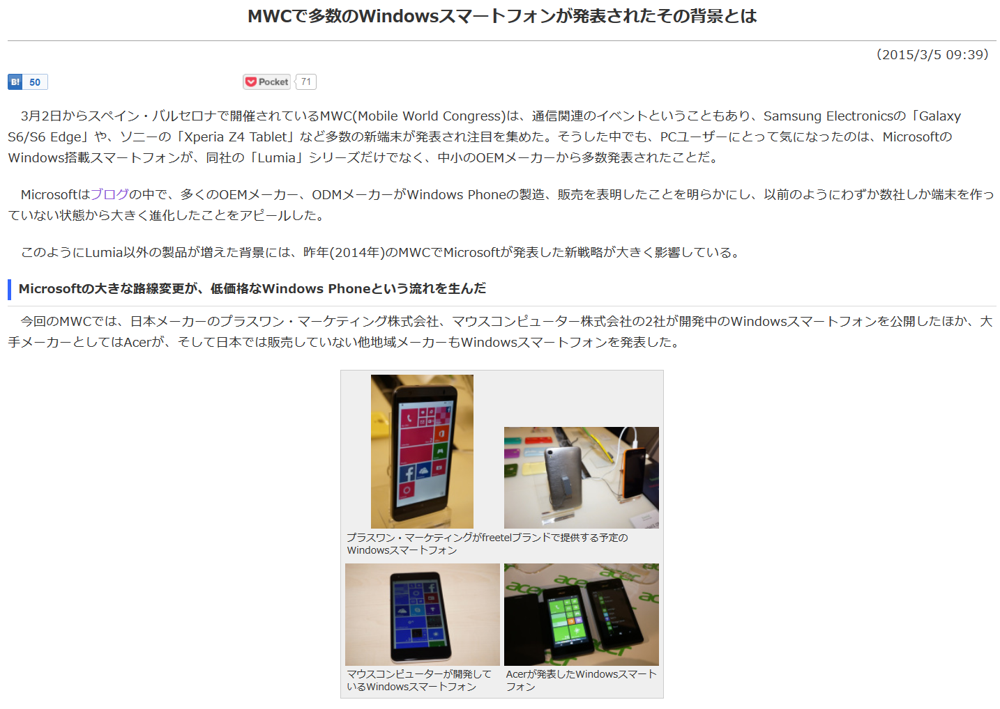 MWCで多数のWindowsスマートフォンが発表されたその背景とは
（2015/3/5 09:39）
B! 50
Pocket 71
3月2日からスペイン・バルセロナで開催されているMWC(Mobile World Congress)は、通信関連のイベントということもあり、Samsung Electronicsの「Galaxy
S6/S6 Edge」や、ソニーの「Xperia Z4 Tablet」など多数の新端末が発表され注目を集めた。そうした中でも、PCユーザーにとって気になったのは、Microsoftの
Windows搭載スマートフォンが、同社の「Lumia」シリーズだけでなく、中小のOEMメーカーから多数発表されたことだ。
Microsoftはブログの中で、多くのOEMメーカー、ODMメーカーがWindows Phoneの製造、販売を表明したことを明らかにし、以前のようにわずか数社しか端末を作っ
ていない状態から大きく進化したことをアピールした。
このようにLumia以外の製品が増えた背景には、昨年(2014年)のMWCでMicrosoftが発表した新戦略が大きく影響している。
Microsoftの大きな路線変更が、低価格なWindows Phoneという流れを生んだ
今回のMWCでは、日本メーカーのプラスワン・マーケティング株式会社、マウスコンピューター株式会社の2社が開発中のWindowsスマートフォンを公開したほか、大
手メーカーとしてはAcerが、そして日本では販売していない他地域メーカーもWindowsスマートフォンを発表した。
プラスワン・マーケティングがfreetelブランドで提供する予定の
Windowsスマートフォン
acer
acer
マウスコンピューターが開発して
いるWindowsスマートフォン
Acerが発表したWindowsスマート
フォン